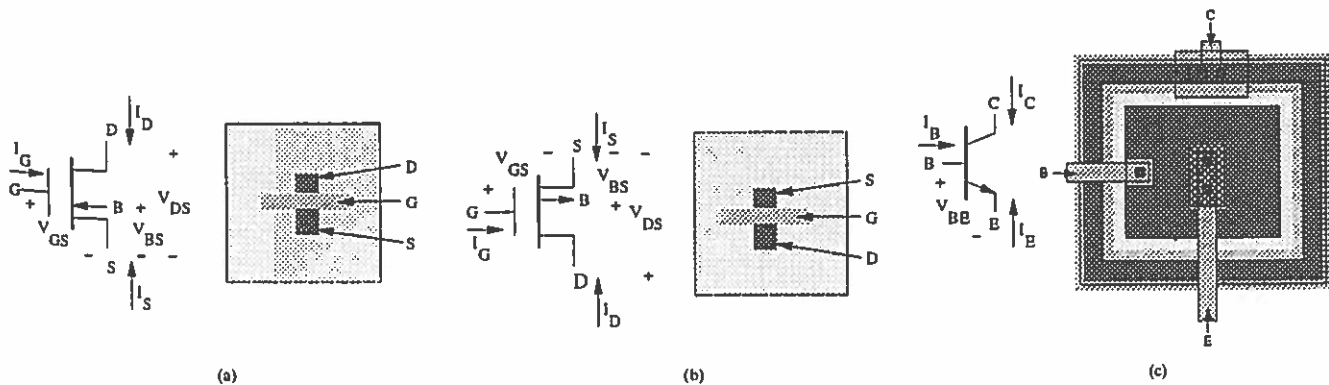 I_D
D
I_G
+
G
+
B
+
V_DS
V_GS
V_BS
-
S
-
-
I_S
D
G
S
(a)
I_S
-
S
-
-
V_GS
V_BS
+
B
+
V_DS
G
I_G
D
+
I_D
S
G
D
(b)
C
C
I_C
I_B
B
+
V_BE
E
-
I_E
B
E
(c)